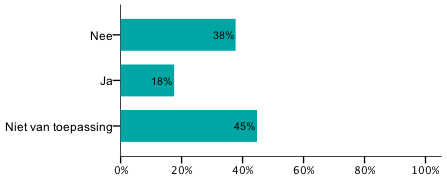 Nee 38%
Ja 18%
Niet van toepassing 45%
0% 20% 40% 60% 80% 100%